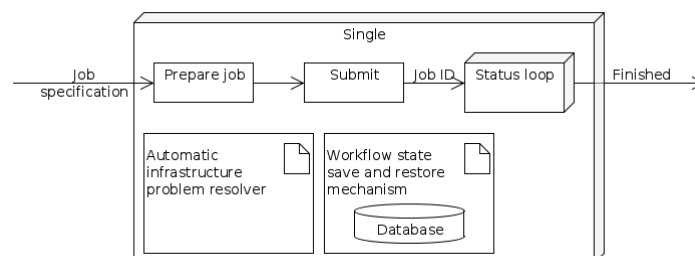 Single
Job
specification
Prepare job
Submit
Job ID
Status loop
Finished
Automatic
infrastructure
problem resolver
Workflow state
save and restore
mechanism
Database